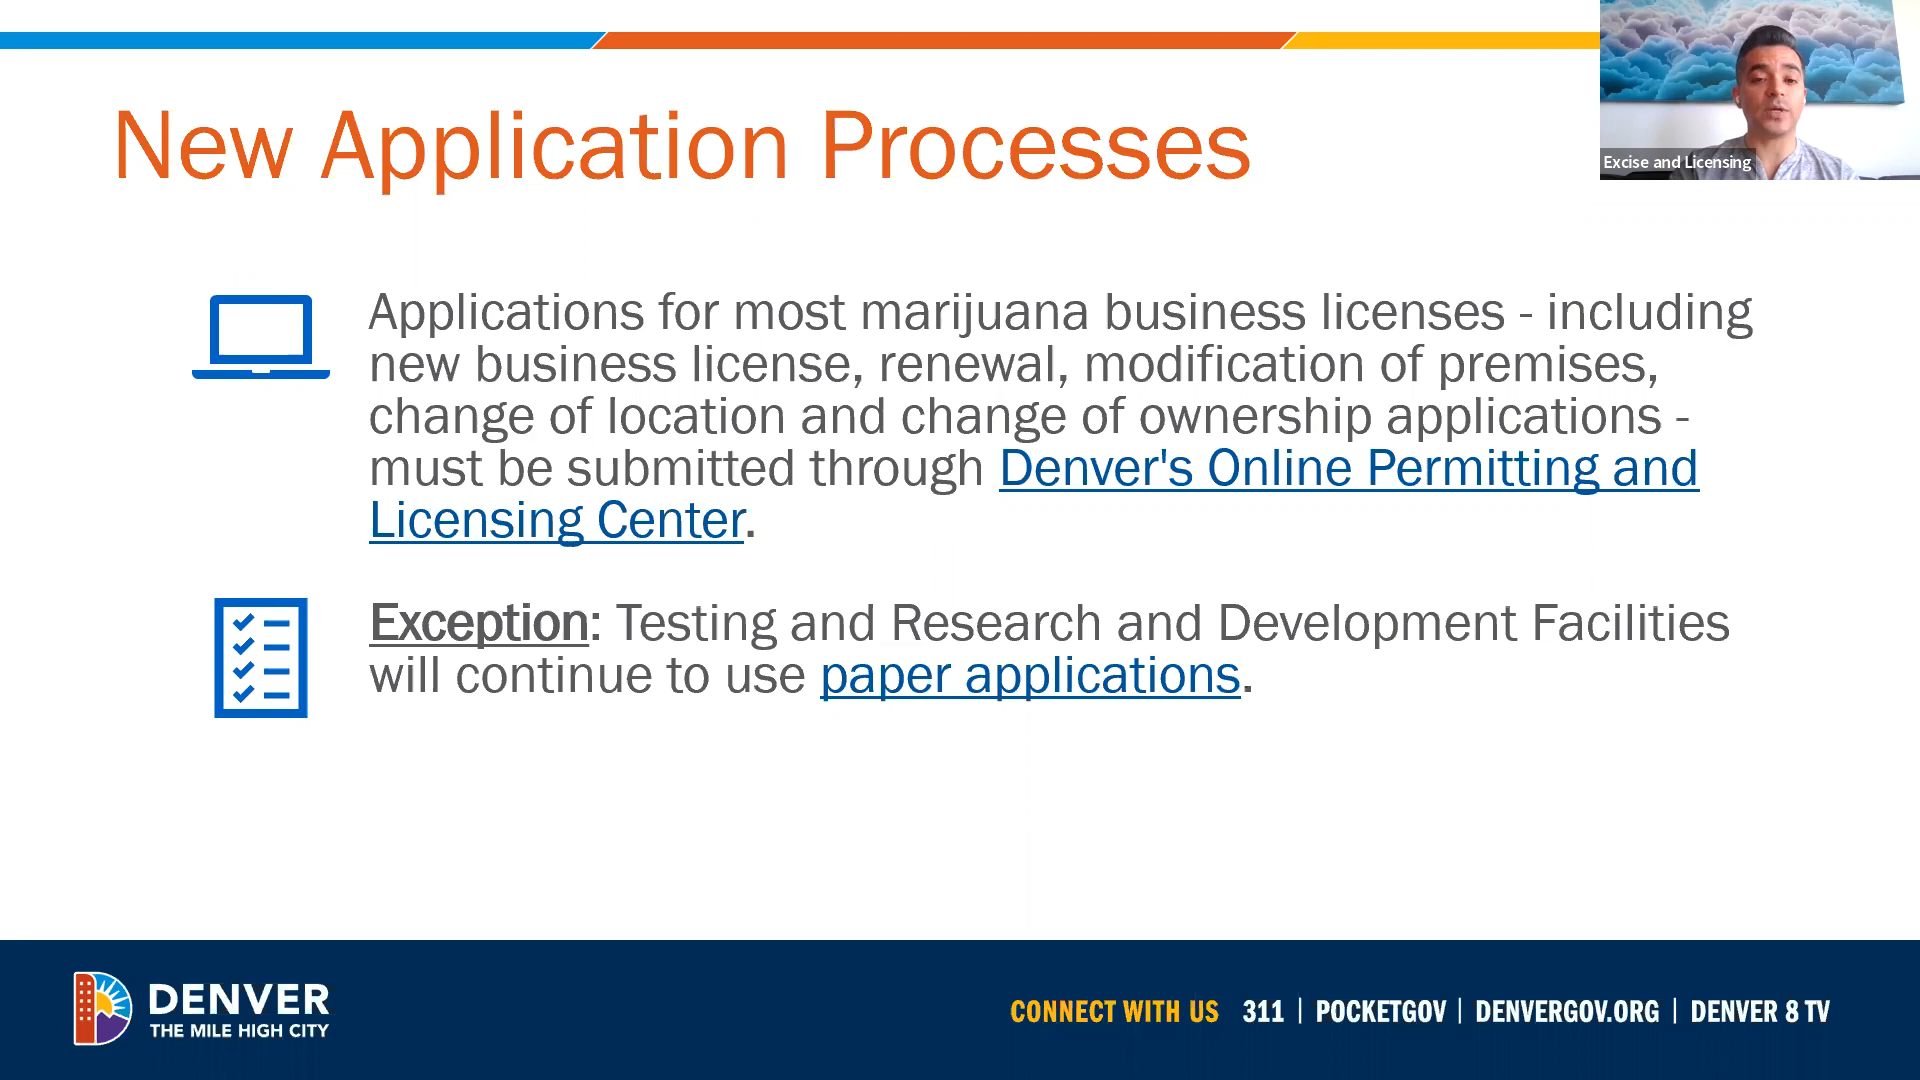 New Application Processes
Excise and Licensing
Applications for most marijuana business licenses - including
new business license, renewal, modification of premises,
change of location and change of ownership applications -
must be submitted through Denver's Online Permitting and
Licensing Center.
Exception: Testing and Research and Development Facilities
will continue to use paper applications.
DENVER
THE MILE HIGH CITY
CONNECT WITH US 311 | POCKETGOV | DENVERGOV.ORG | DENVER 8 TV